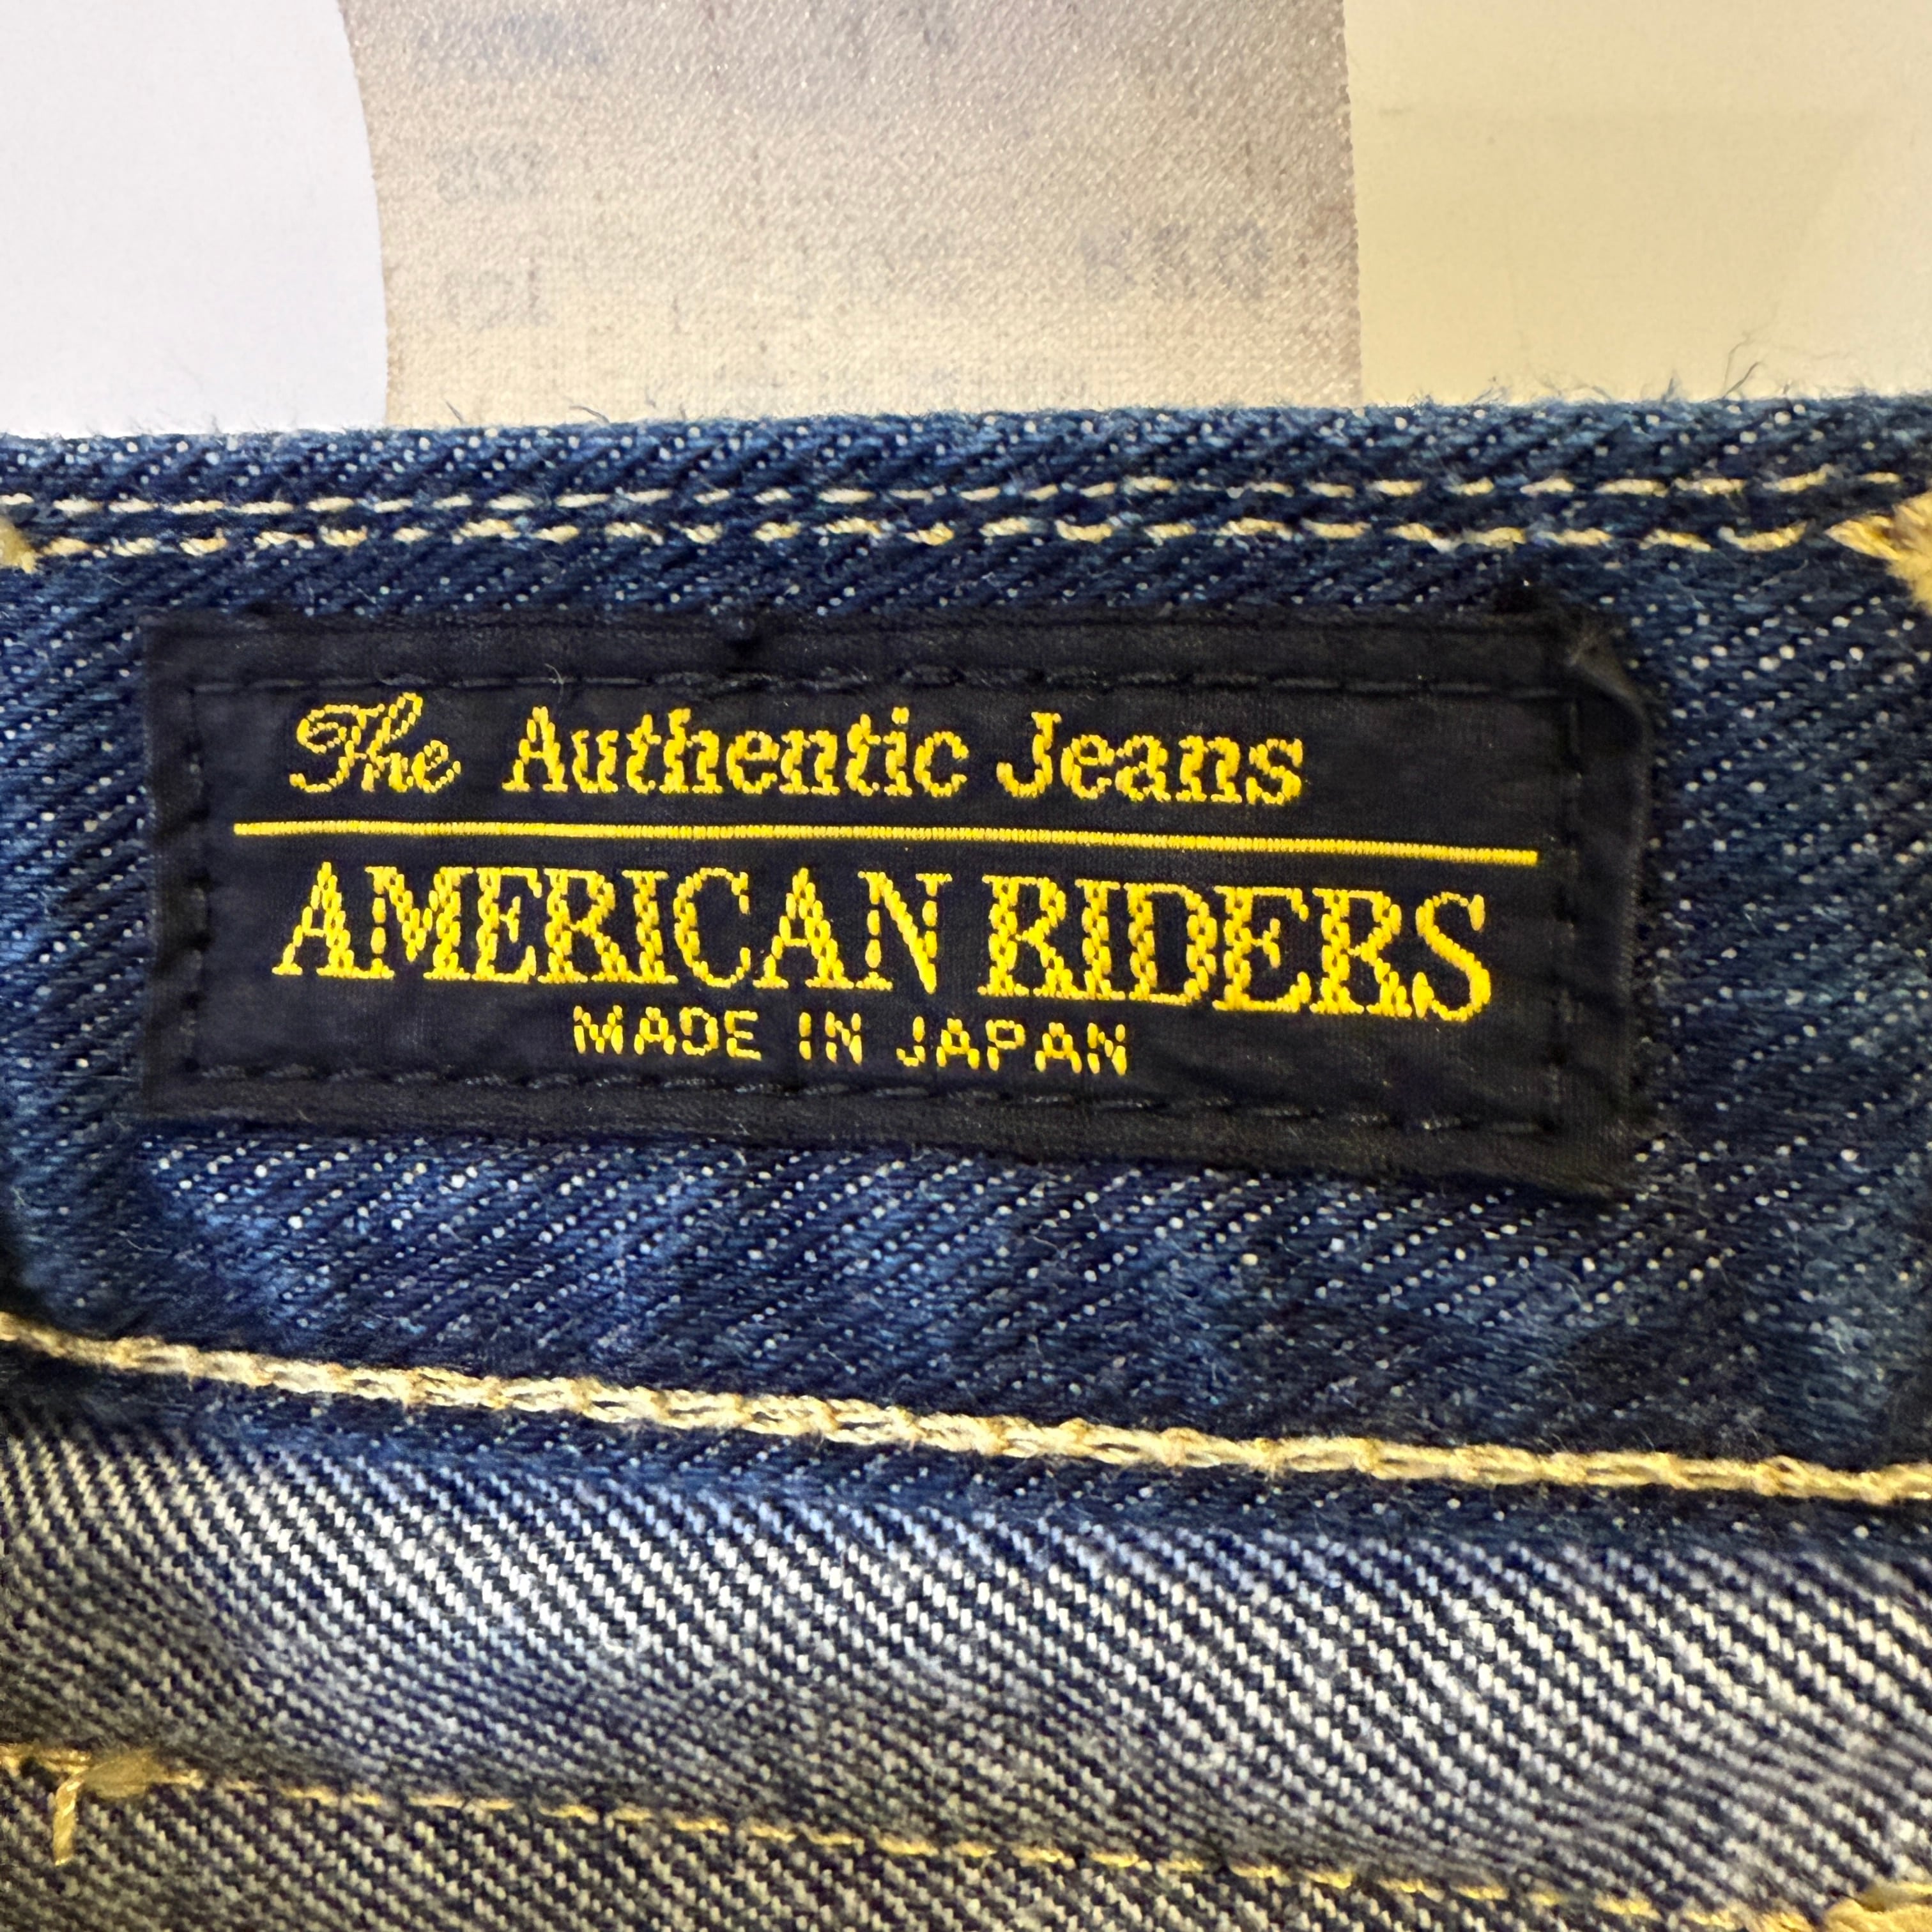 The Authentic Jeans
AMERICAN RIDERS
MADE IN JAPAN